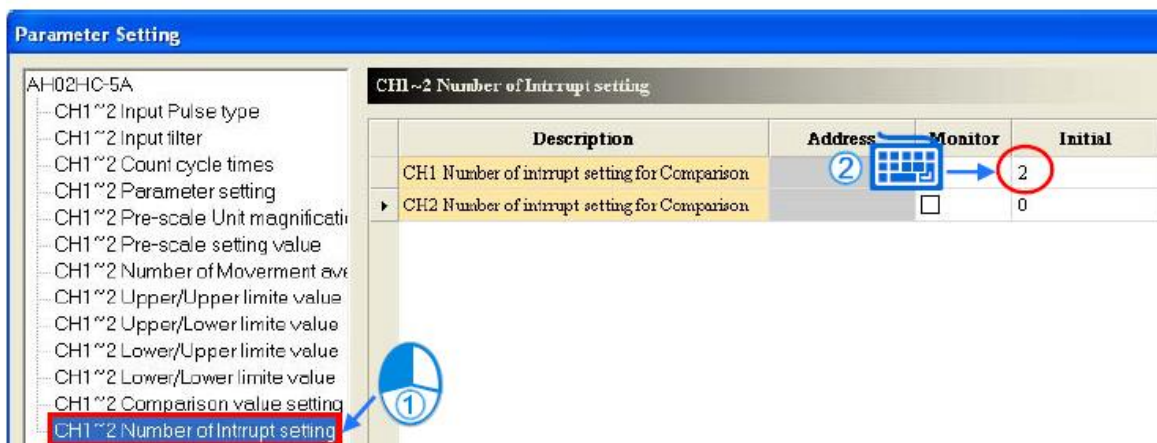 Parameter Setting
AH02HC-5A
CH1~2 Input Pulse type
CH1~2 Input filter
CH1~2 Count cycle times
CH1~2 Parameter setting
CH1~2 Pre-scale Unit magnificati
CH1~2 Pre-scale setting value
CH1~2 Number of Moverment ave
CH1~2 Upper/Upper limite value
CH1~2 Upper/Lower limite value
CH1~2 Lower/Upper limite value
CH1~2 Lower/Lower limite value
CH1~2 Comparison value setting
CH1~2 Number of Intrrupt setting
①
CH1~2 Number of Intrrupt setting
Description Address Monitor Initial
CH1 Number of intrrupt setting for Comparison ② 2
CH2 Number of intrrupt setting for Comparison 0